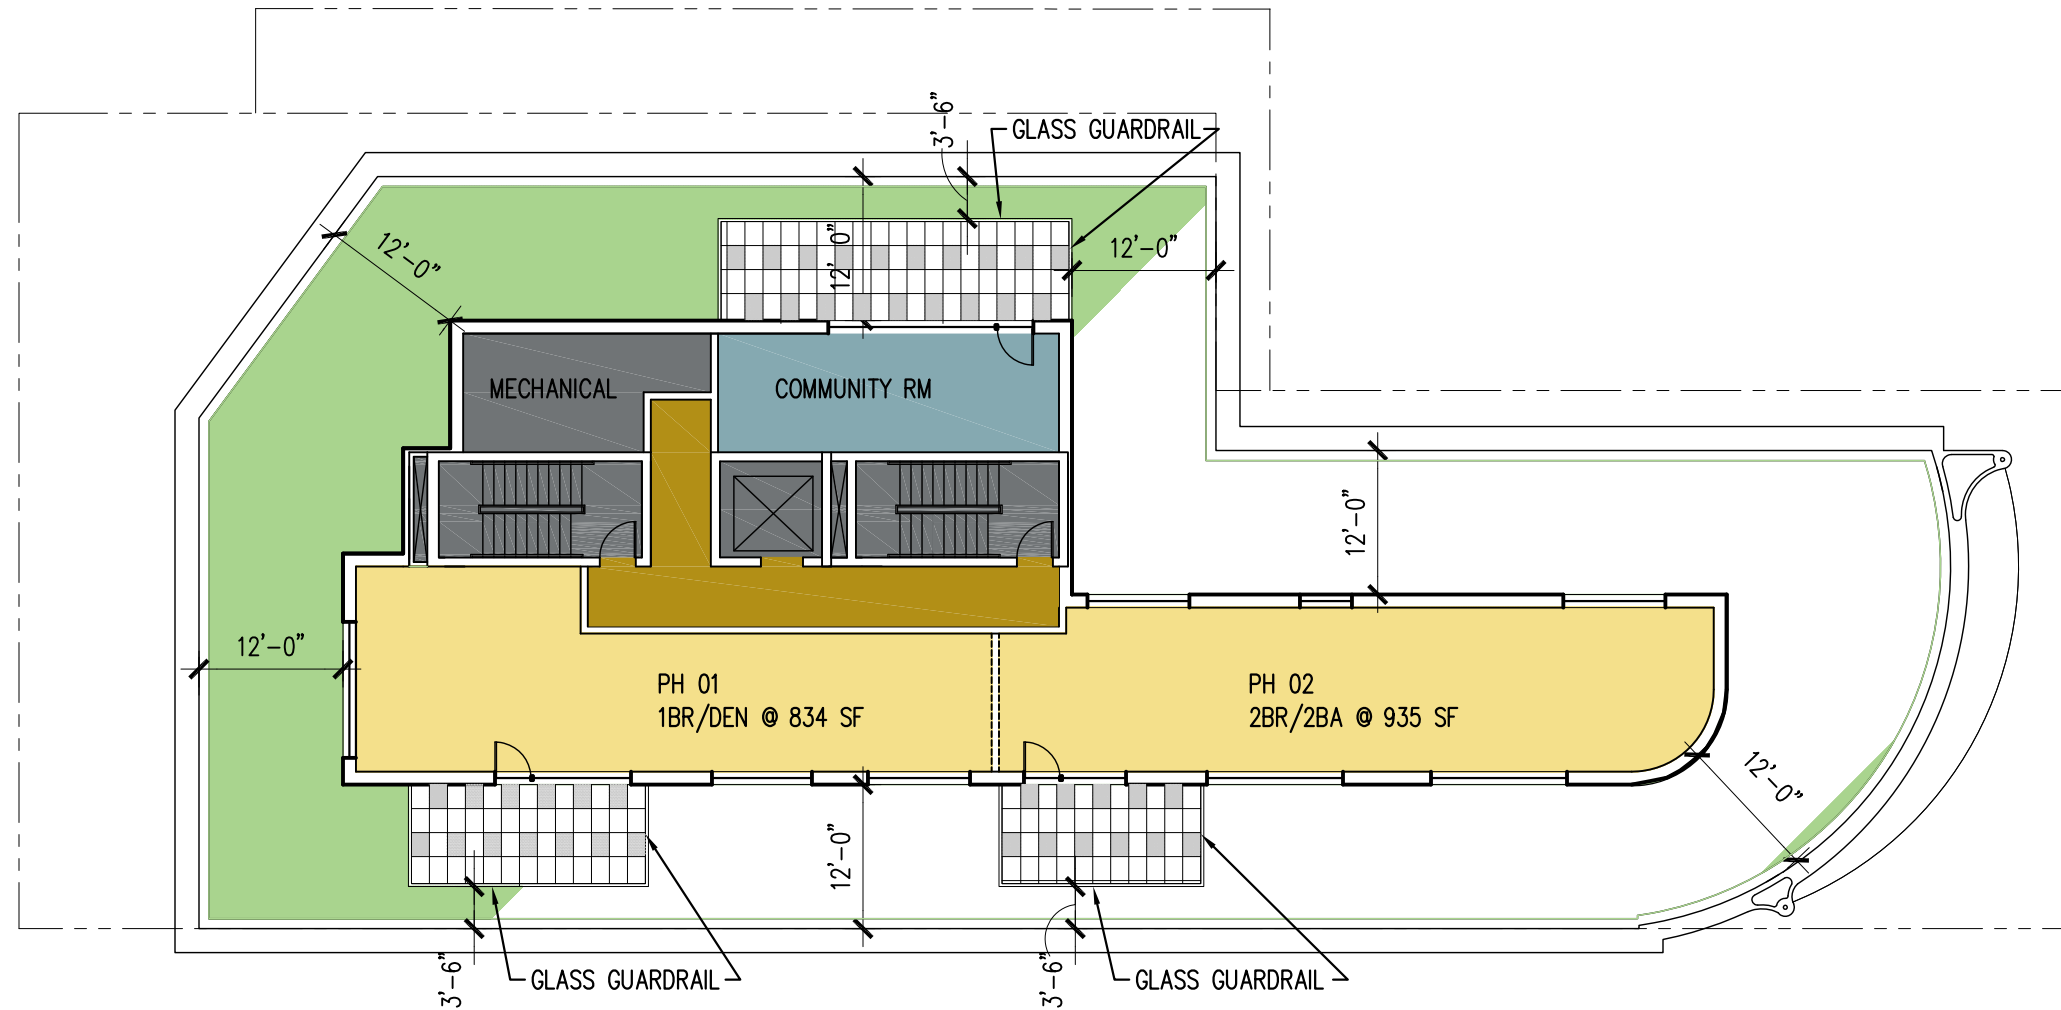 3'-6"
GLASS GUARDRAIL
12'-0"
12'-0"
12'-0"
MECHANICAL
COMMUNITY RM
12'-0"
12'-0"
PH 01
1BR/DEN @ 834 SF
PH 02
2BR/2BA @ 935 SF
12'-0"
12'-0"
3'-6"
GLASS GUARDRAIL
3'-6"
GLASS GUARDRAIL